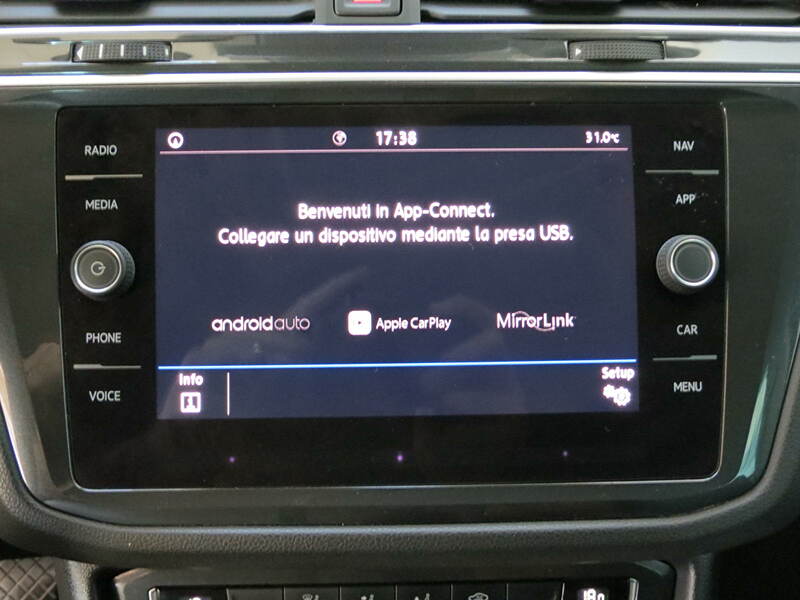 17:38
31.0°C
RADIO
NAV
MEDIA
APP
Benvenuti in App-Connect.
Collegare un dispositivo mediante la presa USB.
androidauto
Apple CarPlay
MirrorLink
PHONE
CAR
VOICE
MENU
Info
Setup